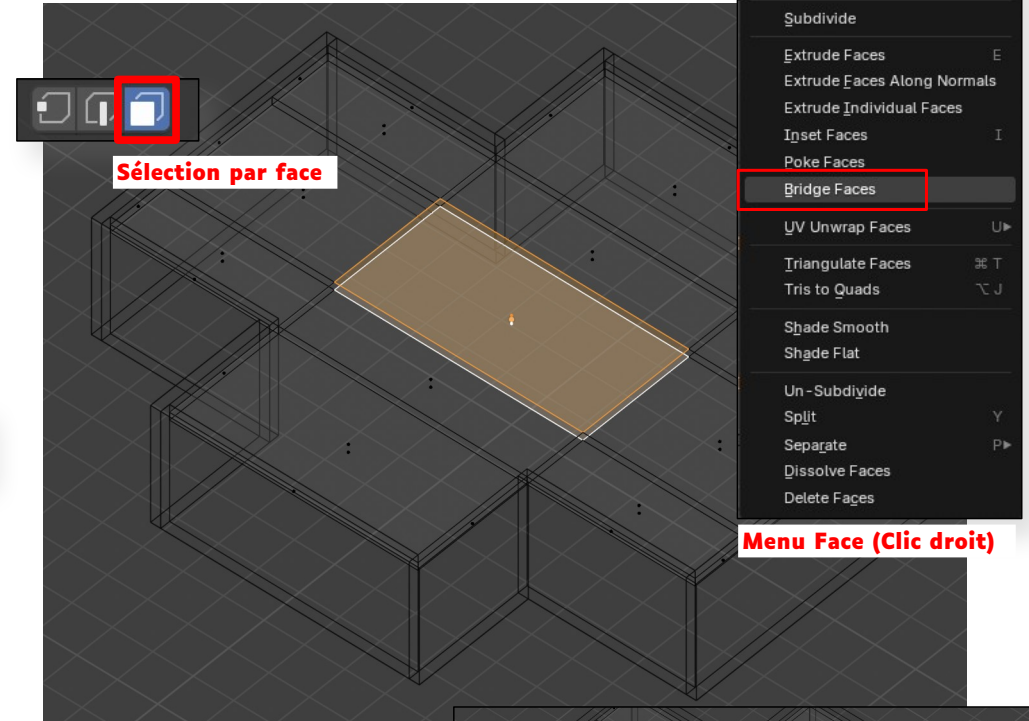 Sélection par face
Subdivide
Extrude Faces E
Extrude Faces Along Normals
Extrude Individual Faces
Inset Faces I
Poke Faces
Bridge Faces
UV Unwrap Faces U▶
Triangulate Faces ⌘ T
Tris to Quads ⌥ J
Shade Smooth
Shade Flat
Un-Subdivide
Split Y
Separate P▶
Dissolve Faces
Delete Faces
Menu Face (Clic droit)